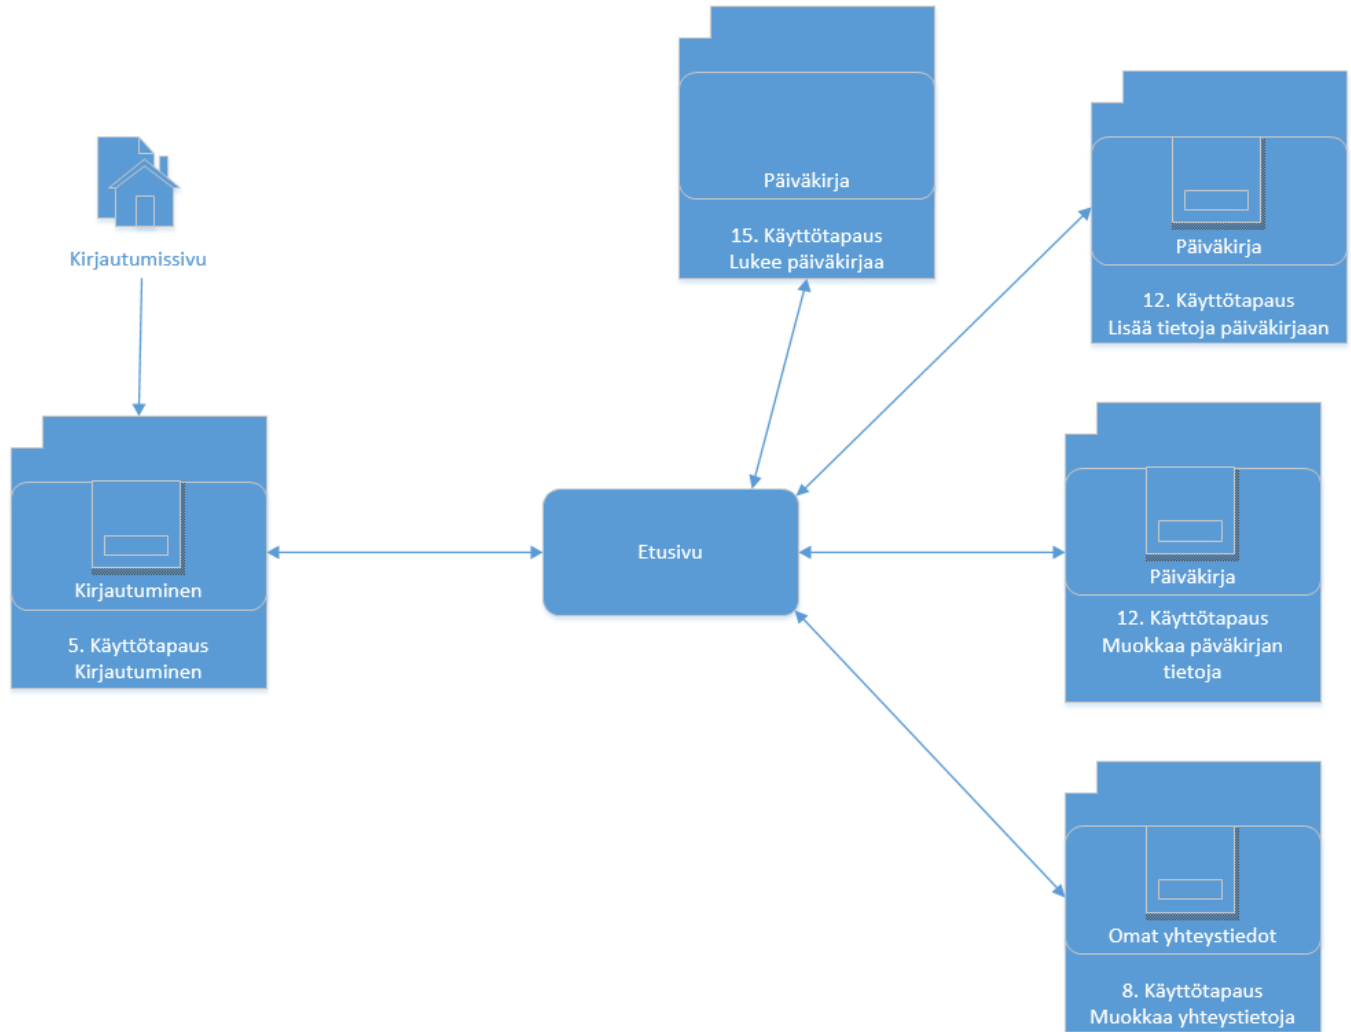 Päiväkirja
15. Käyttötapaus
Lukee päiväkirjaa
Päiväkirja
12. Käyttötapaus
Lisää tietoja päiväkirjaan
Kirjautumissivu
Kirjautuminen
5. Käyttötapaus
Kirjautuminen
Etusivu
Päiväkirja
12. Käyttötapaus
Muokkaa päväkirjan
tietoja
Omat yhteystiedot
8. Käyttötapaus
Muokkaa yhteystietoja